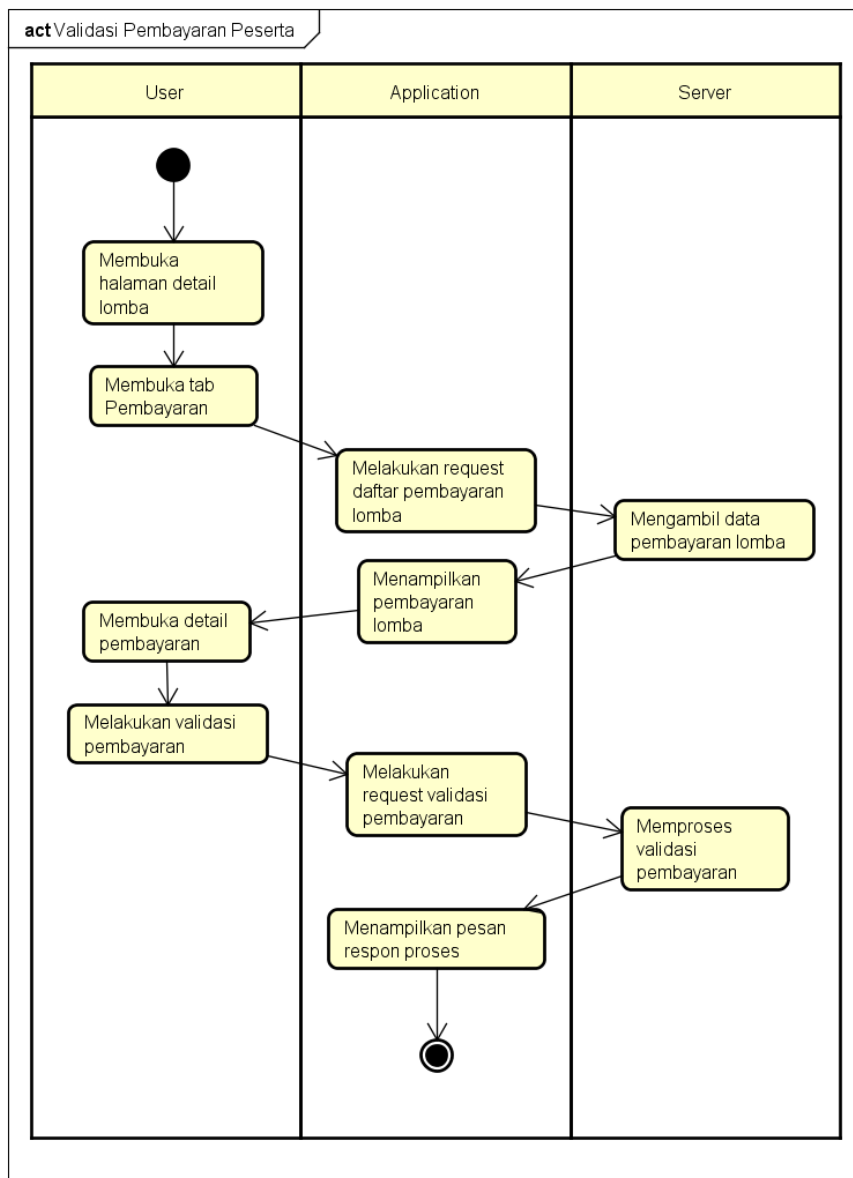 act Validasi Pembayaran Peserta
User
Application
Server
Membuka
halaman detail
lomba
Membuka tab
Pembayaran
Melakukan request
daftar pembayaran
lomba
Mengambil data
pembayaran lomba
Menampilkan
pembayaran
lomba
Membuka detail
pembayaran
Melakukan validasi
pembayaran
Melakukan
request validasi
pembayaran
Memproses
validasi
pembayaran
Menampilkan pesan
respon proses